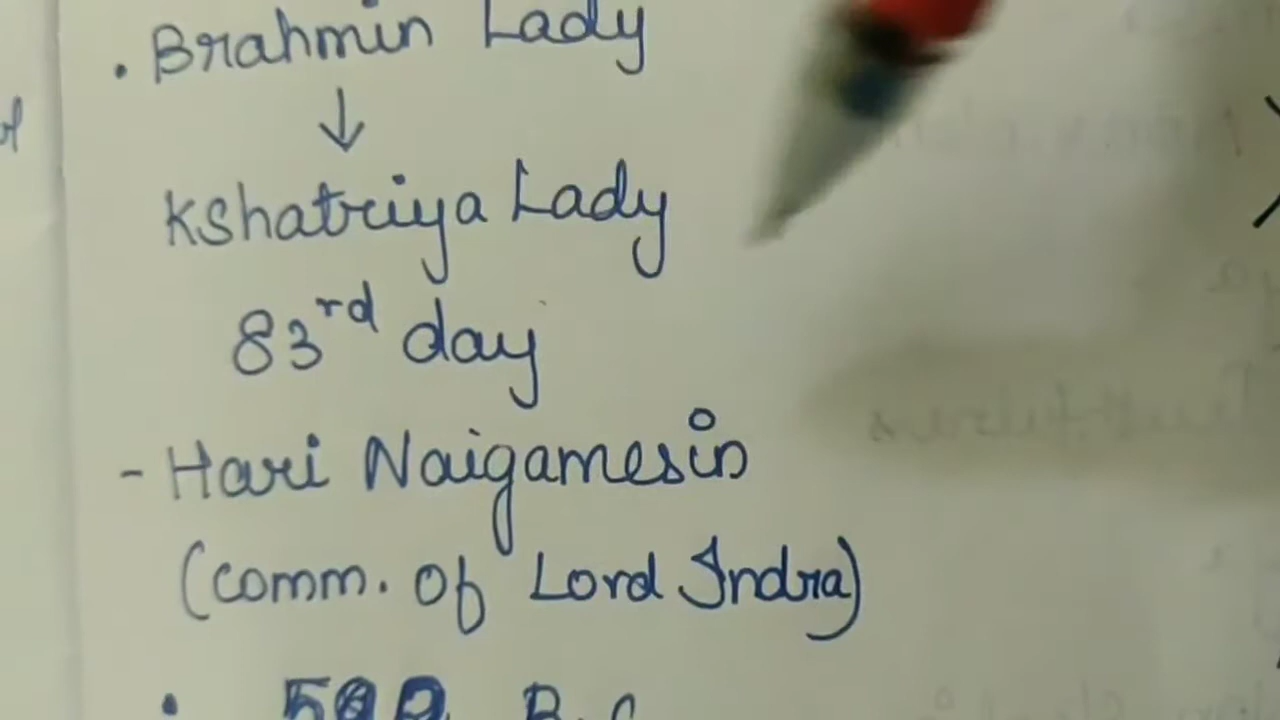 . Brahmin Lady
↓
Kshatriya Lady
83rd day
- Hari Naigamesin
(comm. of Lord Indra)